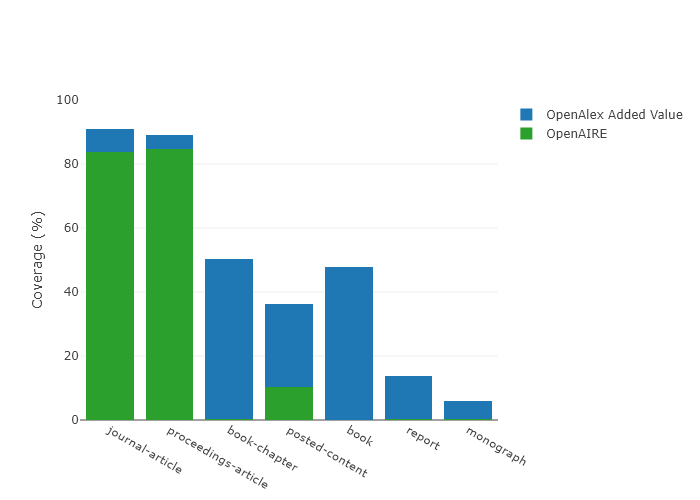 OpenAlex Added Value
OpenAIRE
Coverage (%)
100
80
60
40
20
0
journal-article
proceedings-article
book-chapter
posted-content
book
report
monograph